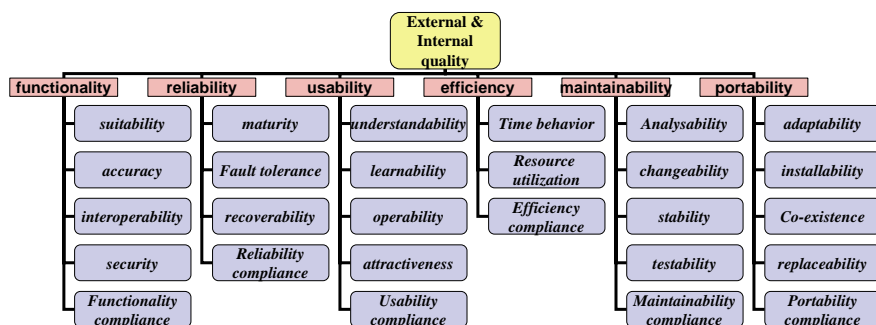 External &
Internal
quality
functionality
reliability
usability
efficiency
maintainability
portability
suitability
maturity
understandability
Time behavior
Analysability
adaptability
accuracy
Fault tolerance
learnability
Resource
utilization
changeability
installability
interoperability
recoverability
operability
Efficiency
compliance
stability
Co-existence
security
Reliability
compliance
attractiveness
testability
replaceability
Functionality
compliance
Usability
compliance
Maintainability
compliance
Portability
compliance